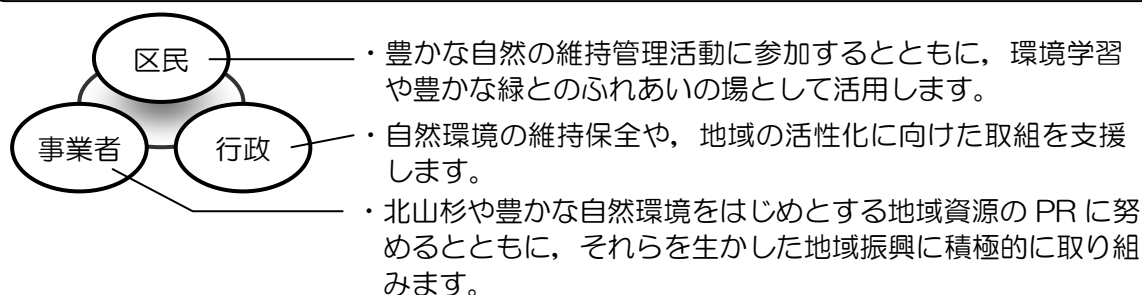 区民
事業者
行政
・豊かな自然の維持管理活動に参加するとともに，環境学習
や豊かな緑とのふれあいの場として活用します。
・自然環境の維持保全や，地域の活性化に向けた取組を支援
します。
・北山杉や豊かな自然環境をはじめとする地域資源の PR に努
めるとともに，それらを生かした地域振興に積極的に取り組
みます。